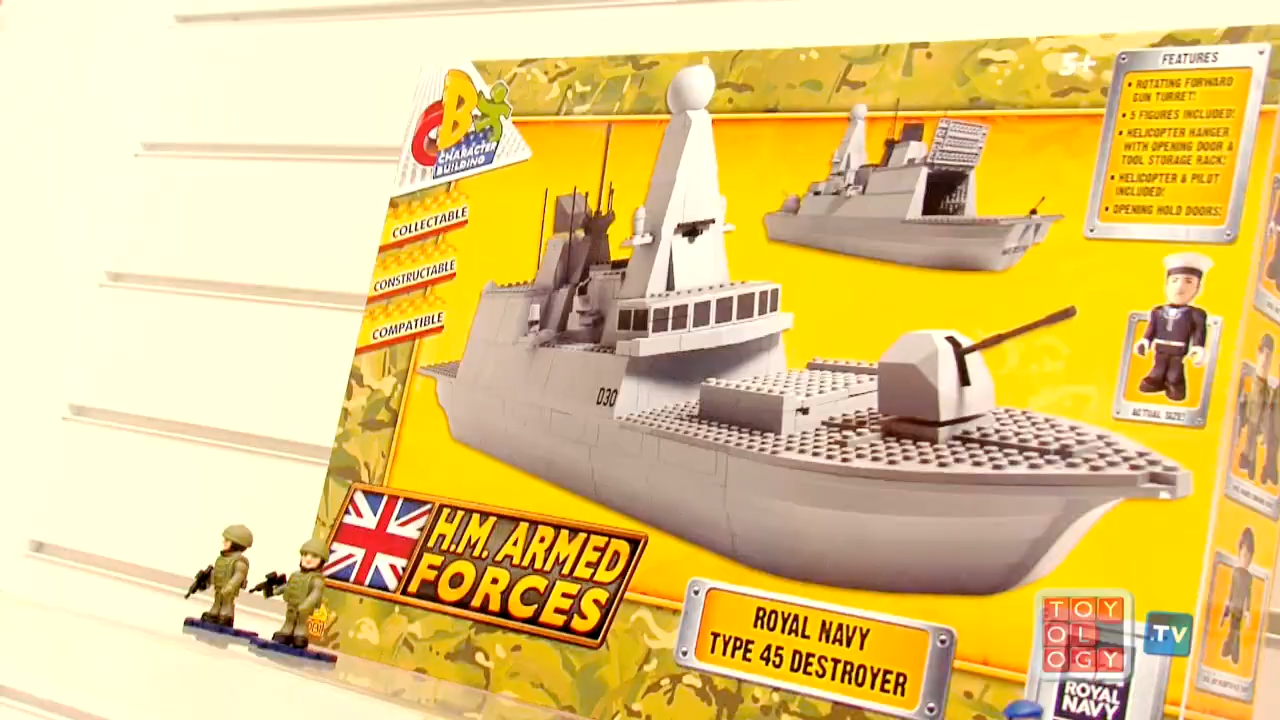 5+
FEATURES
• ROTATING FORWARD
GUN TURRET!
• 5 FIGURES INCLUDED!
• HELICOPTER HANGER
WITH OPENING DOOR &
TOOL STORAGE RACK!
• HELICOPTER & PILOT
INCLUDED!
• OPENING HOLD DOORS!
CB
CHARACTER
BUILDING
COLLECTABLE
CONSTRUCTABLE
COMPATIBLE
ACTUAL SIZE!
D30
H.M. ARMED
FORCES
ROYAL NAVY
TYPE 45 DESTROYER
TOY
OL
OGY
.TV
ROYAL
NAVY